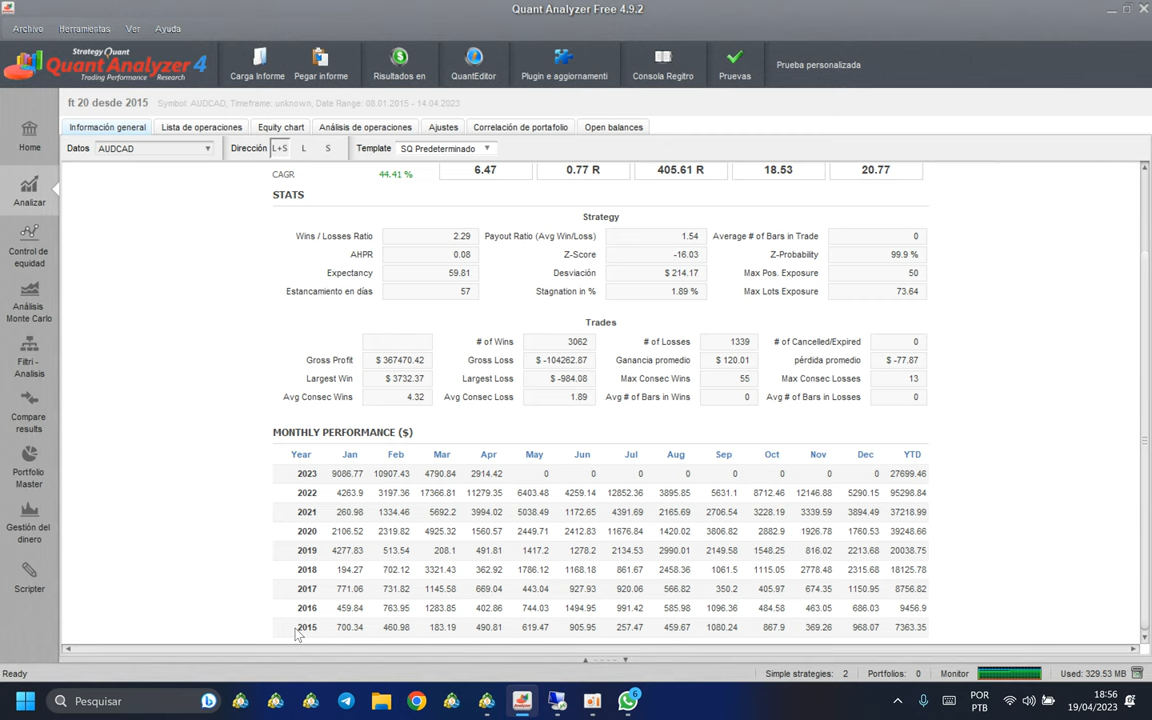 Quant Analyzer Free 4.9.2
Archivo Herramientas Ver Ayuda
StrategyQuant
QuantAnalyzer 4
Trading Performance Research
Carga Informe Pegar informe Risultados en QuantEditor Plugin e aggiornamenti Consola Regitro Pruevas Prueba personalizada
ft 20 desde 2015 Symbol: AUDCAD, Timeframe: unknown, Date Range: 08.01.2015 - 14.04.2023
Información general Lista de operaciones Equity chart Análisis de operaciones Ajustes Correlación de portafolio Open balances
Datos AUDCAD Dirección L+S L S Template SQ Predeterminado
Home
Analizar
Control de equidad
Análisis Monte Carlo
Filtri - Analisis
Compare results
Portfolio Master
Gestión del dinero
Scripter
CAGR 44.41 % 6.47 0.77 R 405.61 R 18.53 20.77
STATS
Strategy
Wins / Losses Ratio 2.29 Payout Ratio (Avg Win/Loss) 1.54 Average # of Bars in Trade 0
AHPR 0.08 Z-Score -16.03 Z-Probability 99.9 %
Expectancy 59.81 Desviación $ 214.17 Max Pos. Exposure 50
Estancamiento en días 57 Stagnation in % 1.89 % Max Lots Exposure 73.64
Trades
# of Wins 3062 # of Losses 1339 # of Cancelled/Expired 0
Gross Profit $ 367470.42 Gross Loss $ -104262.87 Ganancia promedio $ 120.01 pérdida promedio $ -77.87
Largest Win $ 3732.37 Largest Loss $ -984.08 Max Consec Wins 55 Max Consec Losses 13
Avg Consec Wins 4.32 Avg Consec Loss 1.89 Avg # of Bars in Wins 0 Avg # of Bars in Losses 0
MONTHLY PERFORMANCE ($)
Year Jan Feb Mar Apr May Jun Jul Aug Sep Oct Nov Dec YTD
2023 9086.77 10907.43 4790.84 2914.42 0 0 0 0 0 0 0 0 27699.46
2022 4263.9 3197.36 17366.81 11279.35 6403.48 4259.14 12852.36 3895.85 5631.1 8712.46 12146.88 5290.15 95298.84
2021 260.98 1334.46 5692.2 3994.02 5038.49 1172.65 4391.69 2165.69 2706.54 3228.19 3339.59 3894.49 37218.99
2020 2106.52 2319.82 4925.32 1560.57 2449.71 2412.83 11676.84 1420.02 3806.82 2882.9 1926.78 1760.53 39248.66
2019 4277.83 513.54 208.1 491.81 1417.2 1278.2 2134.53 2990.01 2149.58 1548.25 816.02 2213.68 20038.75
2018 194.27 702.12 3321.43 362.92 1786.12 1168.18 861.67 2458.36 1061.5 1115.05 2778.48 2315.68 18125.78
2017 771.06 731.82 1145.58 669.04 443.04 927.93 920.06 566.82 350.2 405.97 674.35 1150.95 8756.82
2016 459.84 763.95 1283.85 402.86 744.03 1494.95 991.42 585.98 1096.36 484.58 463.05 686.03 9456.9
2015 700.34 460.98 183.19 490.81 619.47 905.95 257.47 459.67 1080.24 867.9 369.26 968.07 7363.35
Ready Simple strategies: 2 Portfolios: 0 Monitor Used: 329.53 MB
Pesquisar 6 POR PTB 18:56 19/04/2023